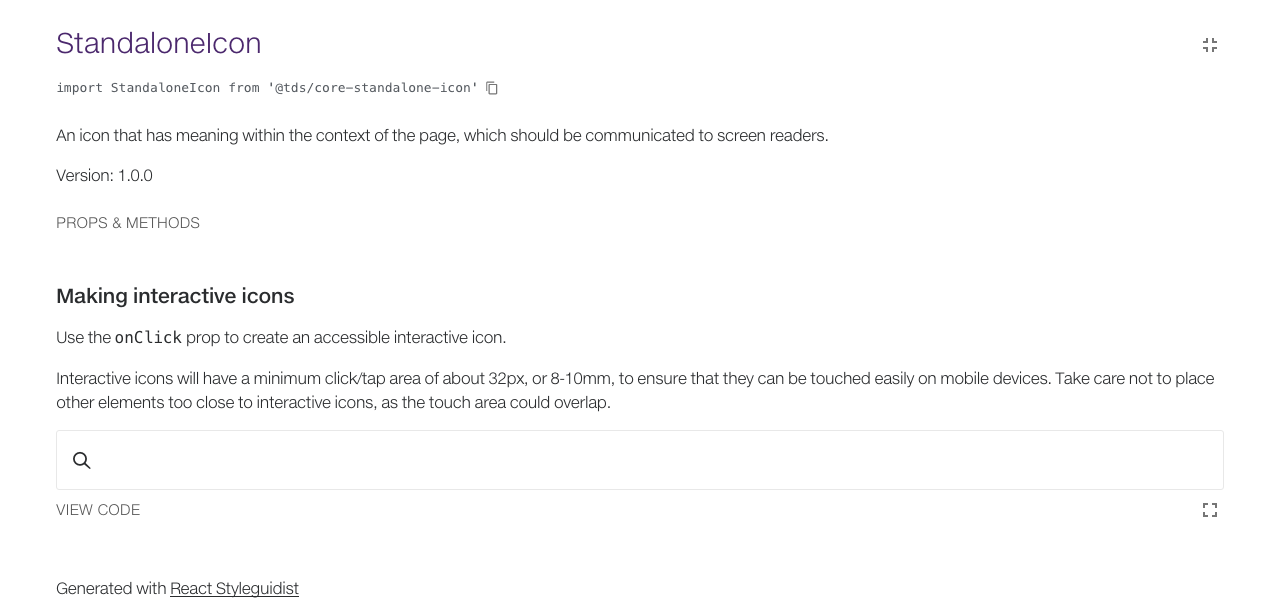 StandaloneIcon
import StandaloneIcon from '@tds/core-standalone-icon'
An icon that has meaning within the context of the page, which should be communicated to screen readers.
Version: 1.0.0
PROPS & METHODS
Making interactive icons
Use the onClick prop to create an accessible interactive icon.
Interactive icons will have a minimum click/tap area of about 32px, or 8-10mm, to ensure that they can be touched easily on mobile devices. Take care not to place
other elements too close to interactive icons, as the touch area could overlap.
VIEW CODE
Generated with React Styleguidist